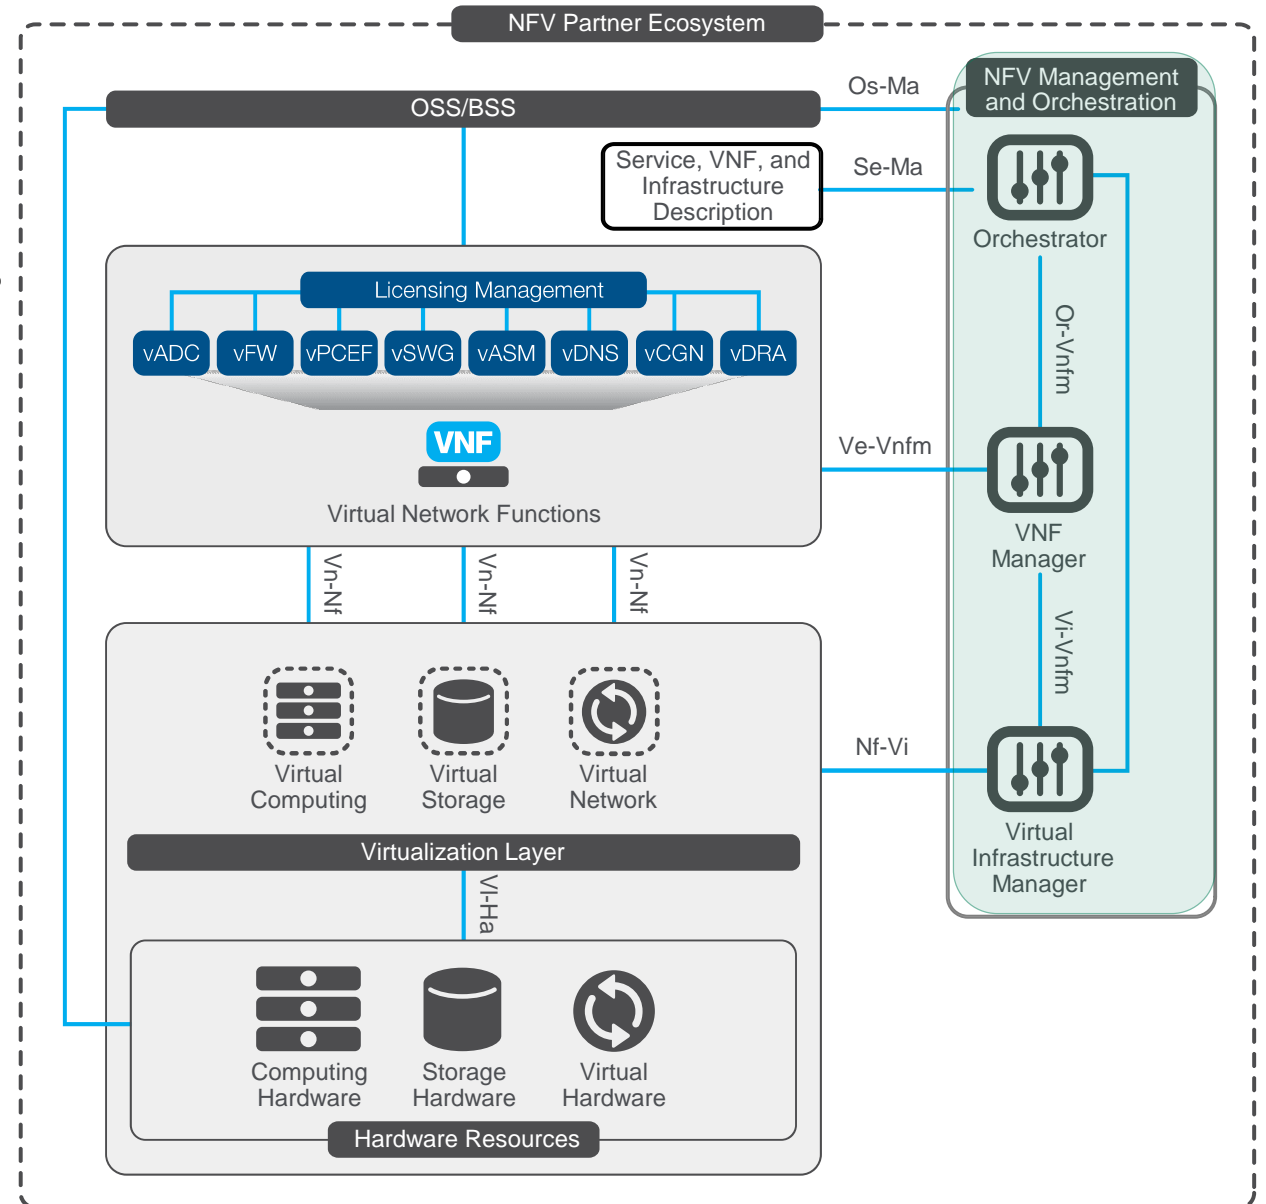 NFV Partner Ecosystem
OSS/BSS
Os-Ma
NFV Management
and Orchestration
Service, VNF, and
Infrastructure
Description
Se-Ma
Orchestrator
Licensing Management
vADC vFW vPCEF vSWG vASM vDNS vCGN vDRA
Or-Vnfm
VNF
Virtual Network Functions
Ve-Vnfm
VNF
Manager
Vn-Nf Vn-Nf Vn-Nf
Vi-Vnfm
Virtual
Computing
Virtual
Storage
Virtual
Network
Nf-Vi
Virtual
Infrastructure
Manager
Virtualization Layer
VI-Ha
Computing
Hardware
Storage
Hardware
Virtual
Hardware
Hardware Resources